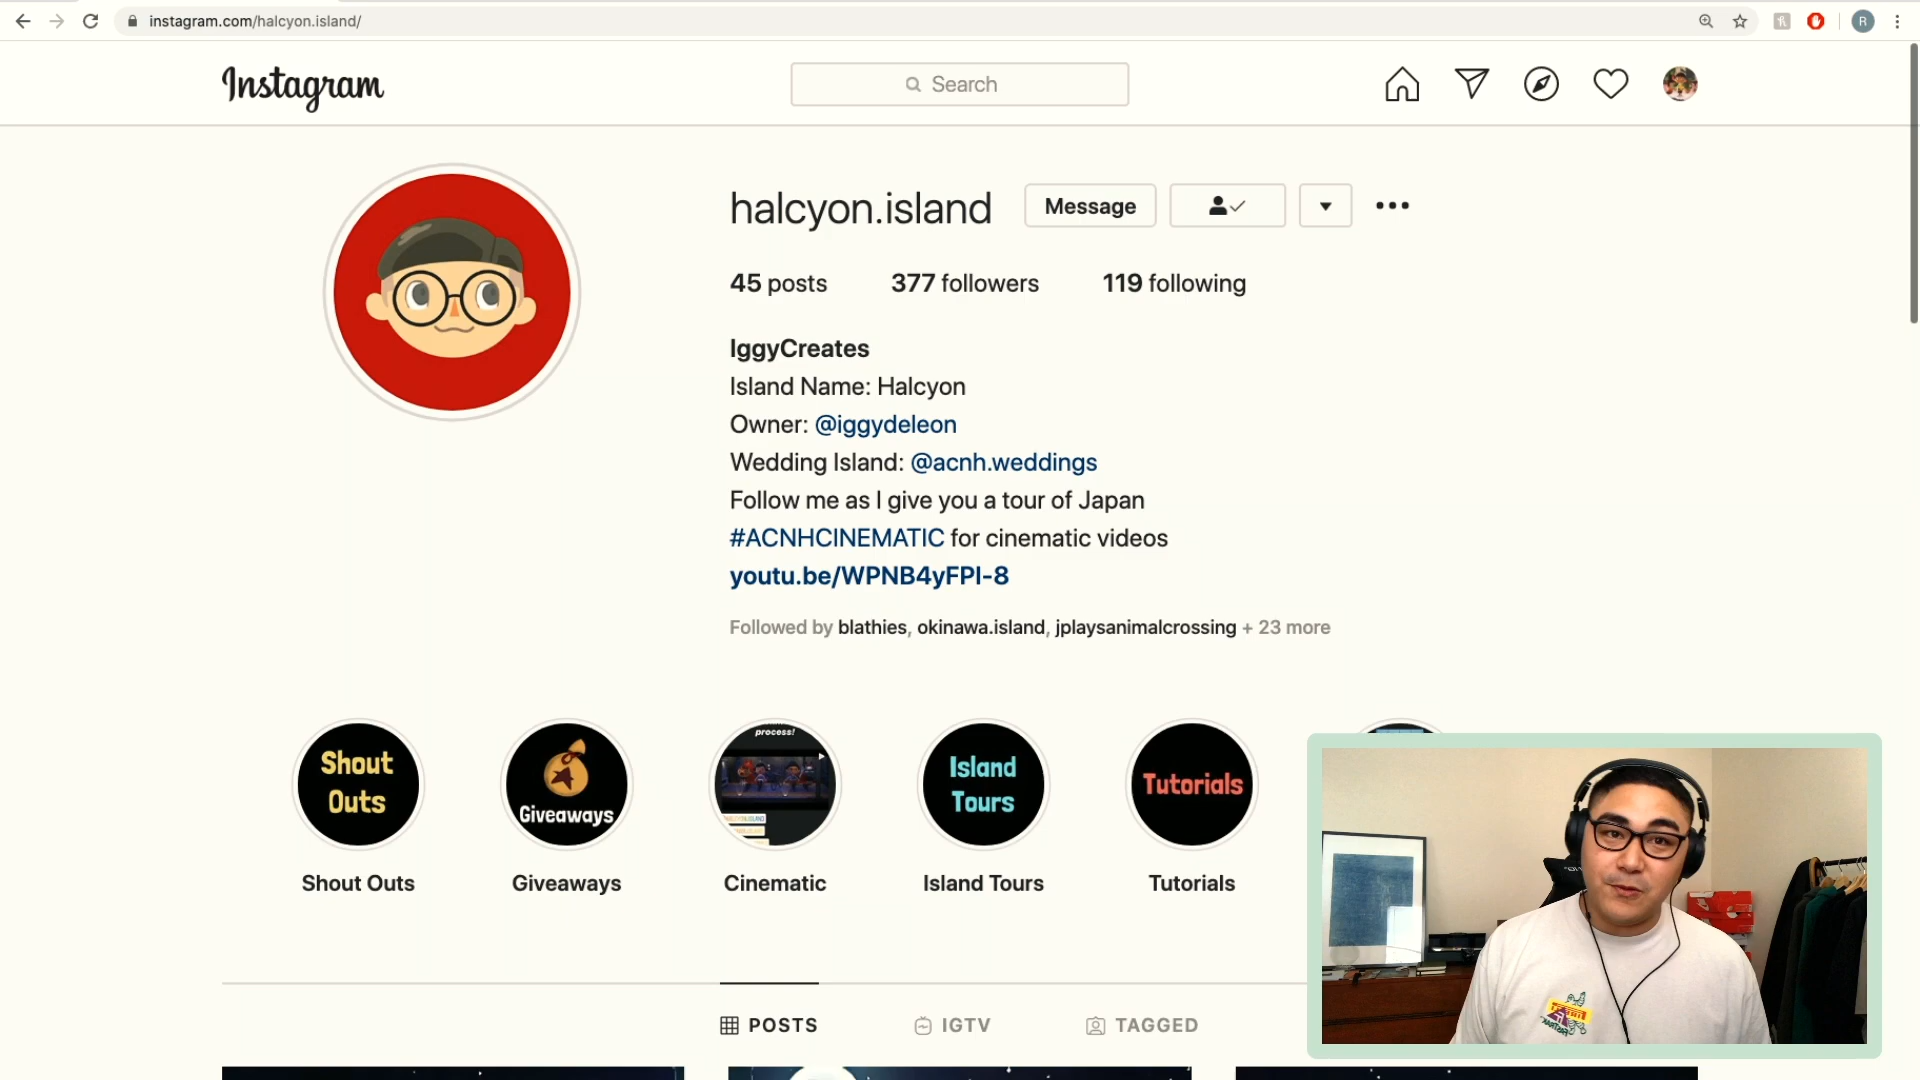 instagram.com/halcyon.island/
R
Instagram
Search
halcyon.island
Message
45 posts 377 followers 119 following
IggyCreates
Island Name: Halcyon
Owner: @iggydeleon
Wedding Island: @acnh.weddings
Follow me as I give you a tour of Japan
#ACNHCINEMATIC for cinematic videos
youtu.be/WPNB4yFPI-8
Followed by blathies, okinawa.island, jplaysanimalcrossing + 23 more
Shout
Outs
Giveaways
process!
Island
Tours
Tutorials
Shout Outs Giveaways Cinematic Island Tours Tutorials
POSTS IGTV TAGGED